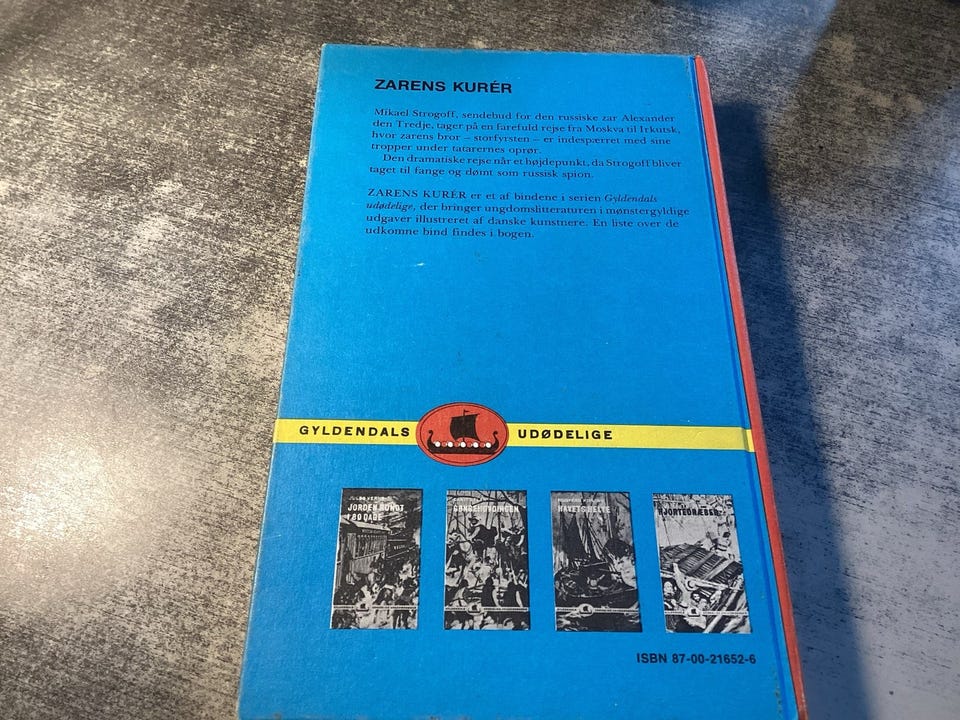 ZARENS KURÉR
Mikael Strogoff, sendebud for den russiske zar Alexander
den Tredje, tager på en farefuld rejse fra Moskva til Irkutsk,
hvor zarens bror – storfyrsten – er indespærret med sine
tropper under tatarernes oprør.
Den dramatiske rejse når et højdepunkt, da Strogoff bliver
taget til fange og dømt som russisk spion.
ZARENS KURÉR er et af bindene i serien Gyldendals
udødelige, der bringer ungdomslitteraturen i mønstergyldige
udgaver illustreret af danske kunstnere. En liste over de
udkomne bind findes i bogen.
GYLDENDALS UDØDELIGE
JULES VERNE
JORDEN RUNDT
I 80 DAGE
GØNGEHØVDINGEN
HAVETS HELTE
HJORTEDRÆBER
ISBN 87-00-21652-6